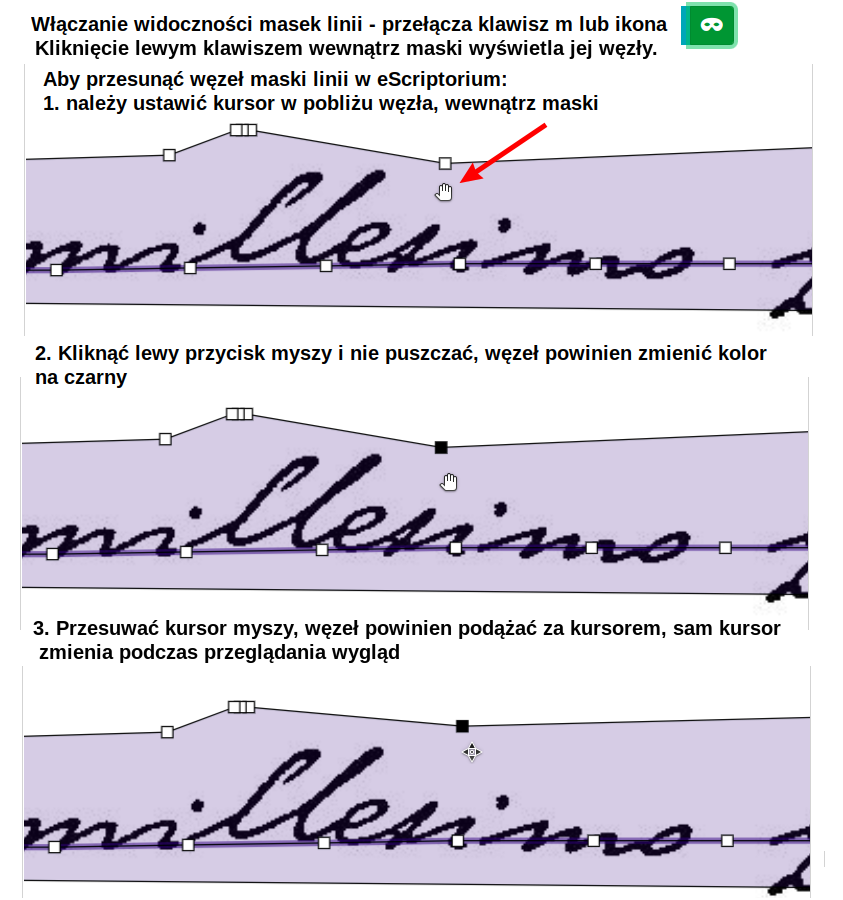 Włączanie widoczności masek linii - przełącza klawisz m lub ikona
Kliknięcie lewym klawiszem wewnątrz maski wyświetla jej węzły.
Aby przesunąć węzeł maski linii w eScriptorium:
1. należy ustawić kursor w pobliżu węzła, wewnątrz maski
millesimo
2. Kliknąć lewy przycisk myszy i nie puszczać, węzeł powinien zmienić kolor
na czarny
millesimo
3. Przesuwać kursor myszy, węzeł powinien podążać za kursorem, sam kursor
zmienia podczas przeglądania wygląd
millesimo